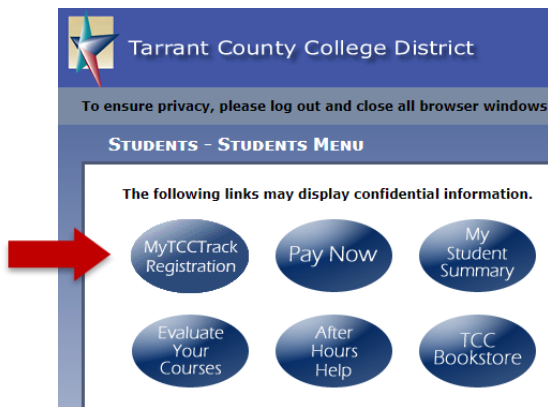 Tarrant County College District
To ensure privacy, please log out and close all browser windows
STUDENTS - STUDENTS MENU
The following links may display confidential information.
MyTCCTrack
Registration
Pay Now
My
Student
Summary
Evaluate
Your
Courses
After
Hours
Help
TCC
Bookstore